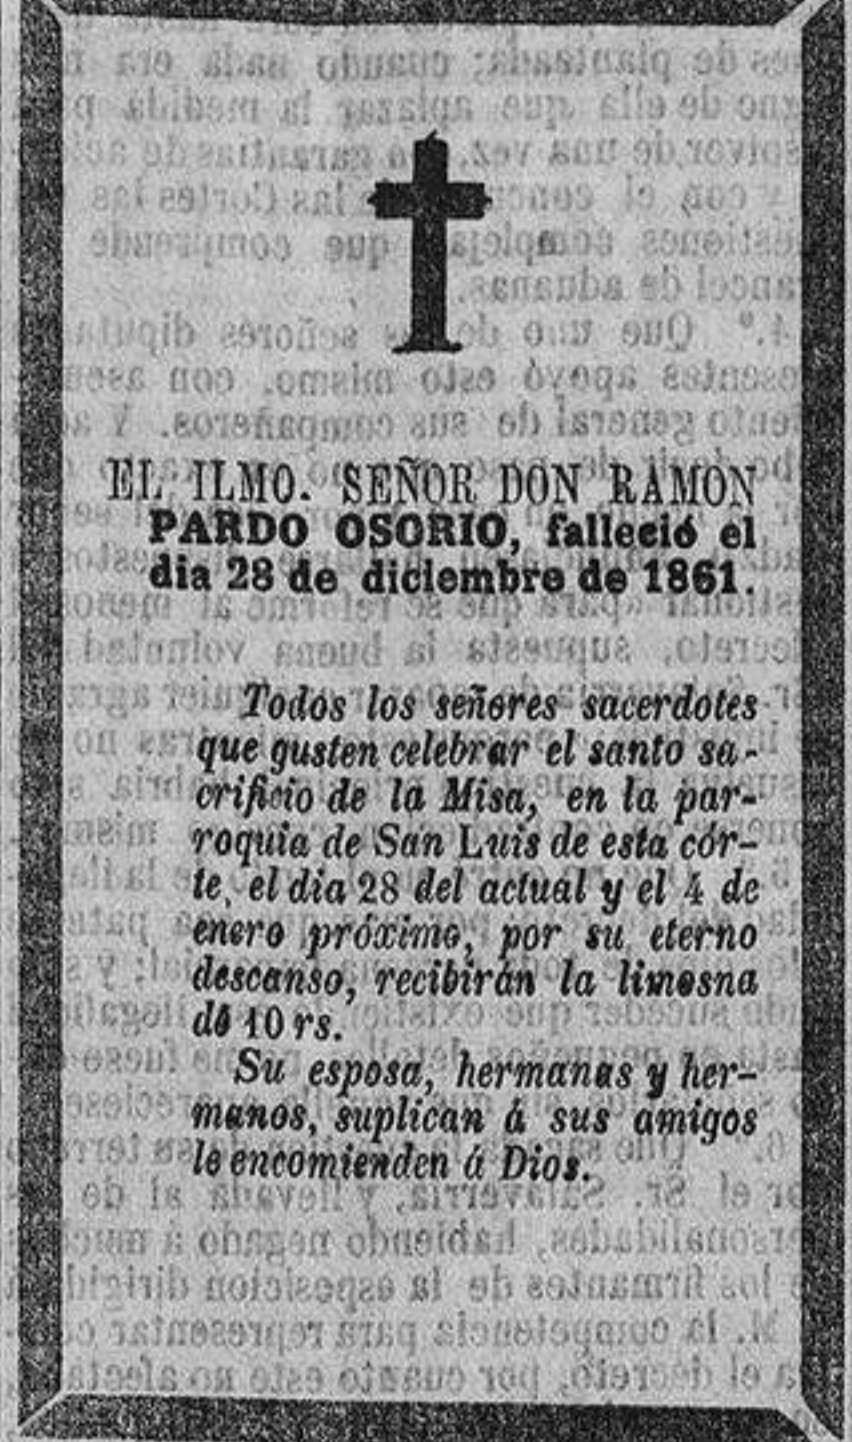 EL ILMO. SEÑOR DON RAMON
PARDO OSORIO, falleció el
dia 28 de diciembre de 1861.
Todos los señores sacerdotes
que gusten celebrar el santo sa-
crificio de la Misa, en la par-
roquia de San Luis de esta cór-
te, el dia 28 del actual y el 4 de
enero próximo, por su eterno
descanso, recibirán la limosna
de 10 rs.
Su esposa, hermanas y her-
manos, suplican á sus amigos
le encomienden á Dios.